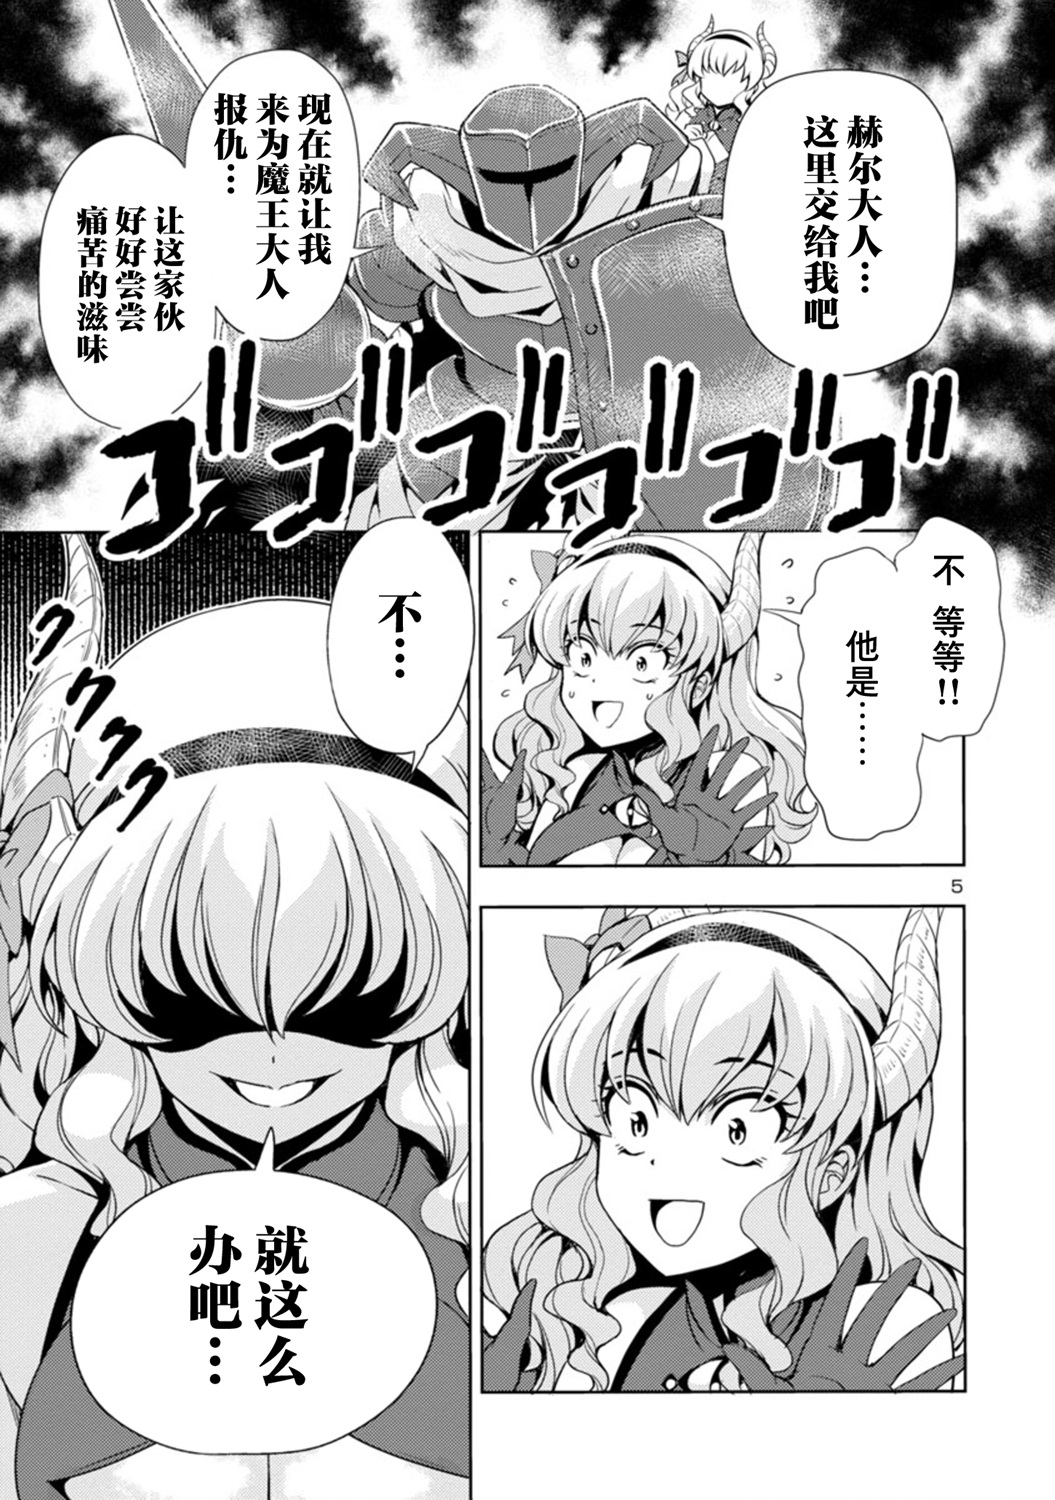 赫尔大人…
这里交给我吧
现在就让我
来为魔王大人
报仇…
让这家伙
好好尝尝
痛苦的滋味
ゴゴゴゴゴゴ
不 等等!!
他是……
5
不…
クククク
就这么
办吧…